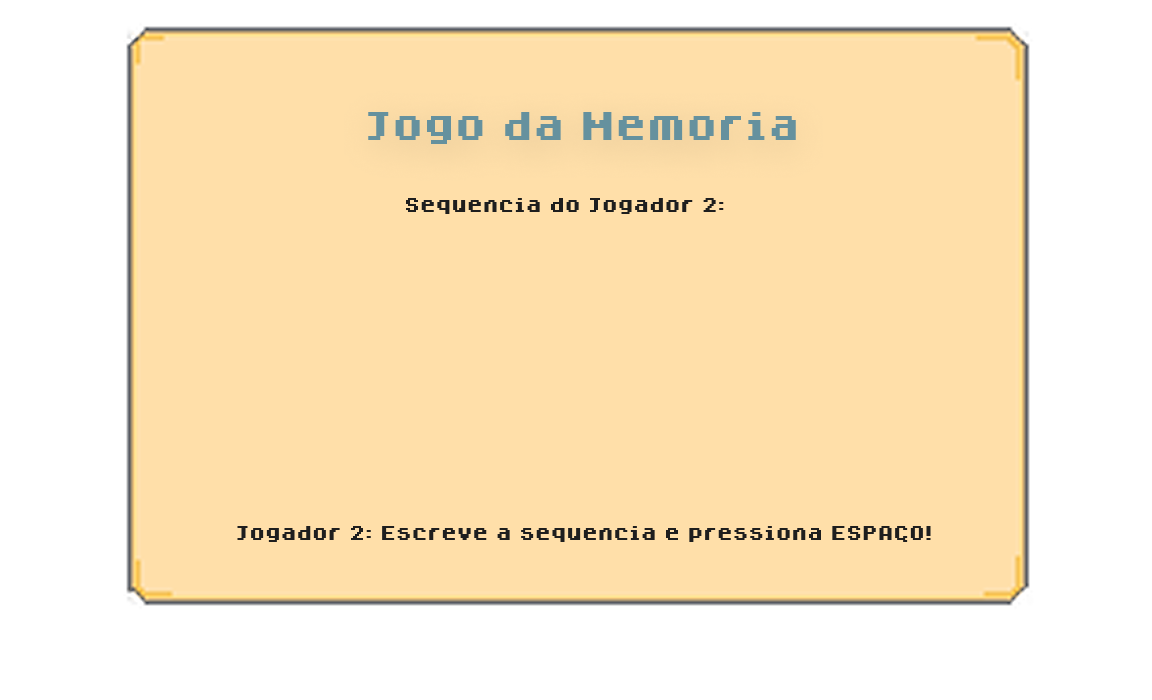 Jogo da Memoria
Sequencia do Jogador 2:
Jogador 2: Escreve a sequencia e pressiona ESPAÇO!